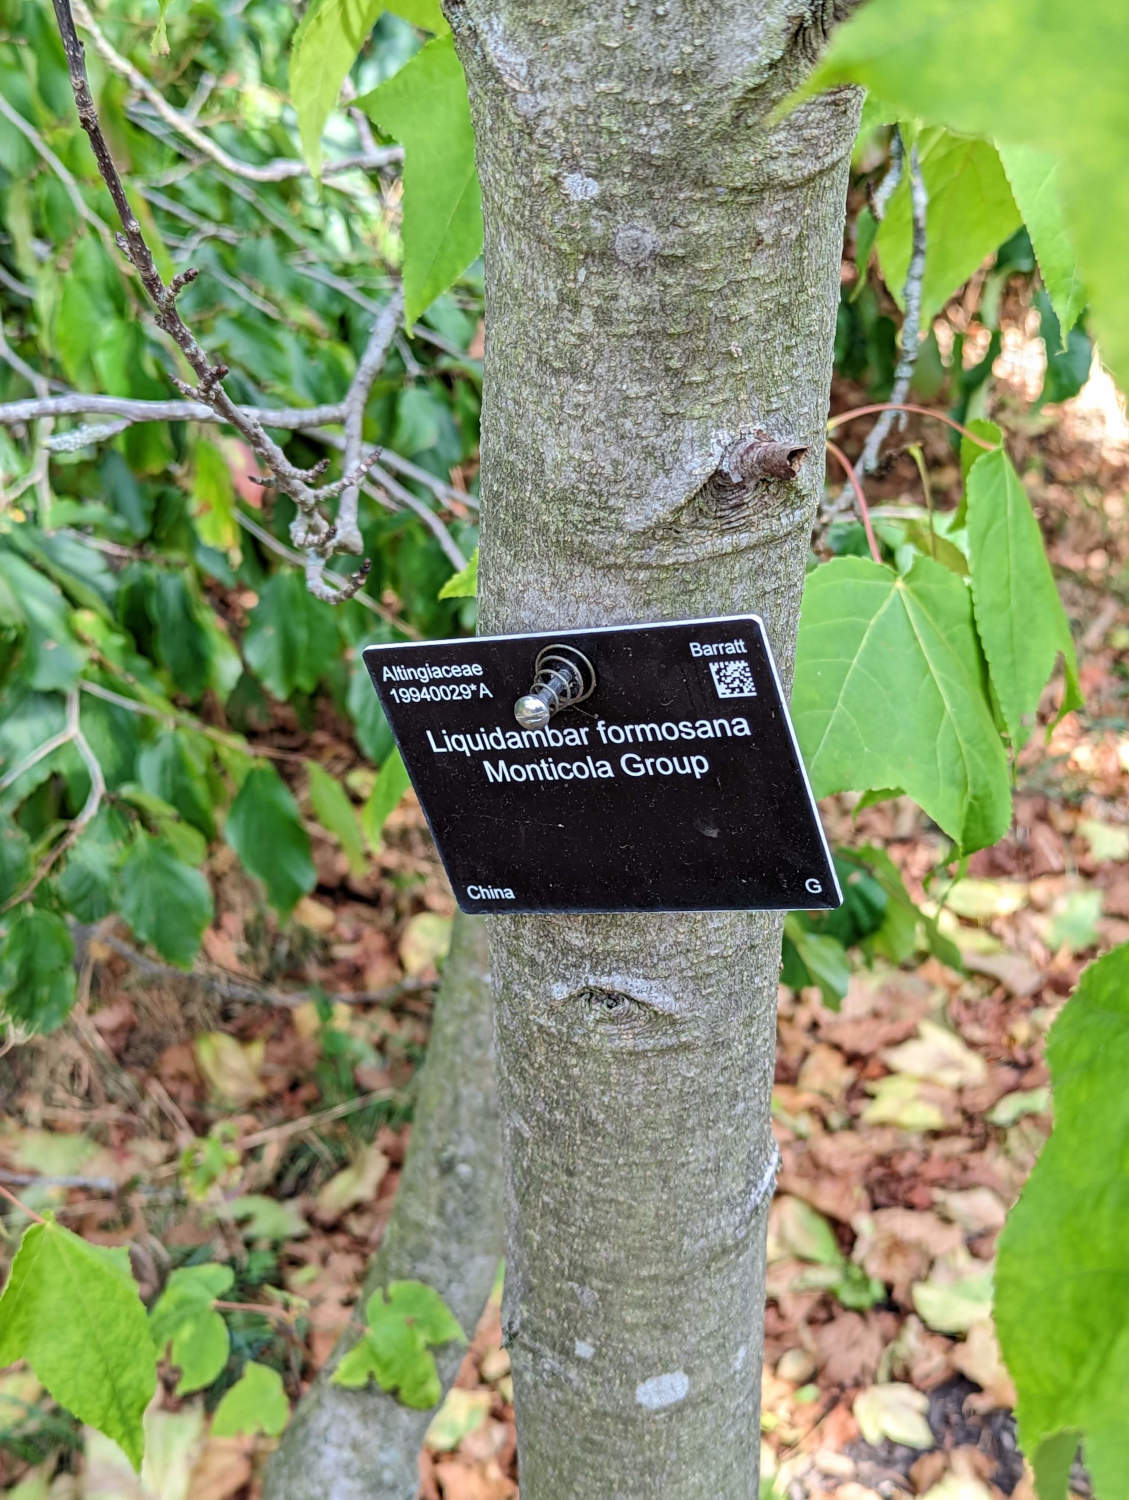 Altingiaceae
19940029*A
Barratt
Liquidambar formosana
Monticola Group
China
G